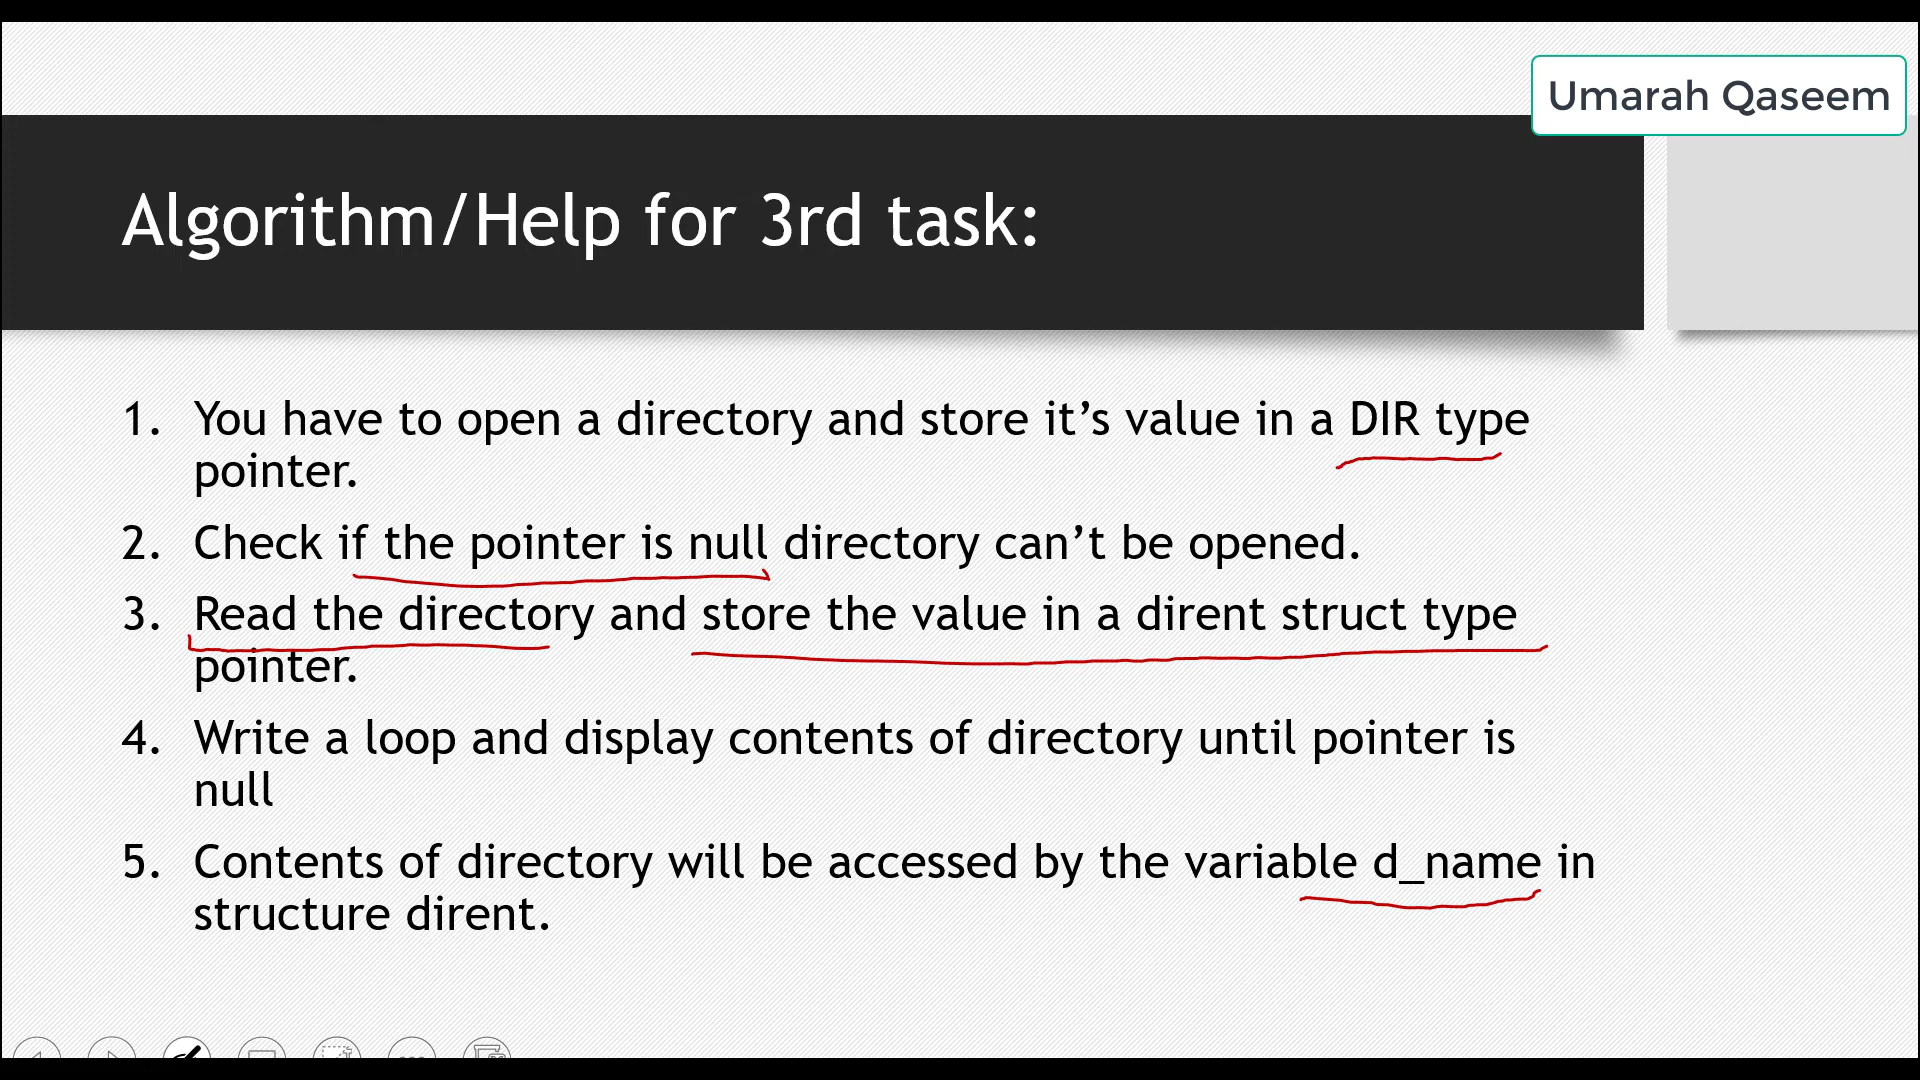 Umarah Qaseem
Algorithm/Help for 3rd task:
1. You have to open a directory and store it’s value in a DIR type
pointer.
2. Check if the pointer is null directory can’t be opened.
3. Read the directory and store the value in a dirent struct type
pointer.
4. Write a loop and display contents of directory until pointer is
null
5. Contents of directory will be accessed by the variable d_name in
structure dirent.